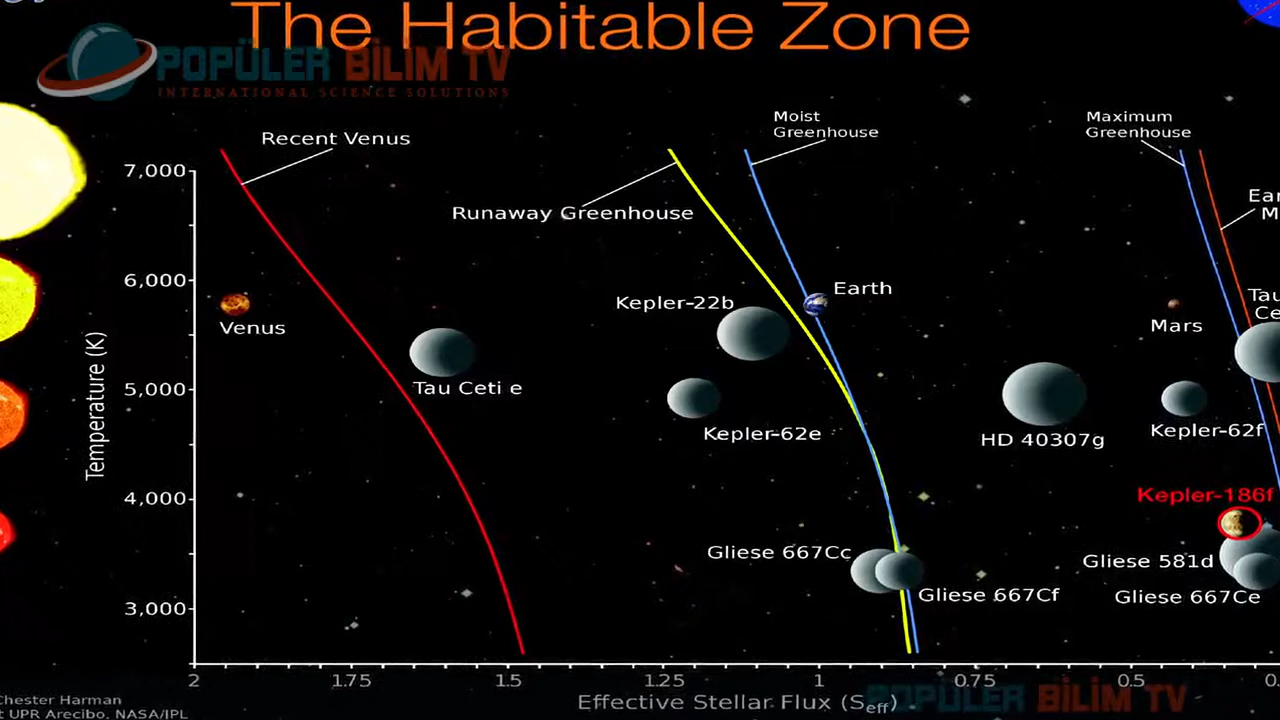 The Habitable Zone
POPÜLER BİLİM TV
INTERNATIONAL SCIENCE SOLUTIONS
Moist
Greenhouse
Maximum
Greenhouse
Recent Venus
7,000
Runaway Greenhouse
6,000
Kepler-22b
Earth
Venus
Mars
Temperature (K)
5,000
Tau Ceti e
Kepler-62e
HD 40307g
Kepler-62f
4,000
Kepler-186f
Gliese 667Cc
Gliese 581d
Gliese 667Cf
Gliese 667Ce
3,000
2 1.75 1.5 1.25 1 0.75 0.5
Effective Stellar Flux (Seff)
POPÜLER BİLİM TV
Chester Harman
UPR Arecibo, NASA/JPL